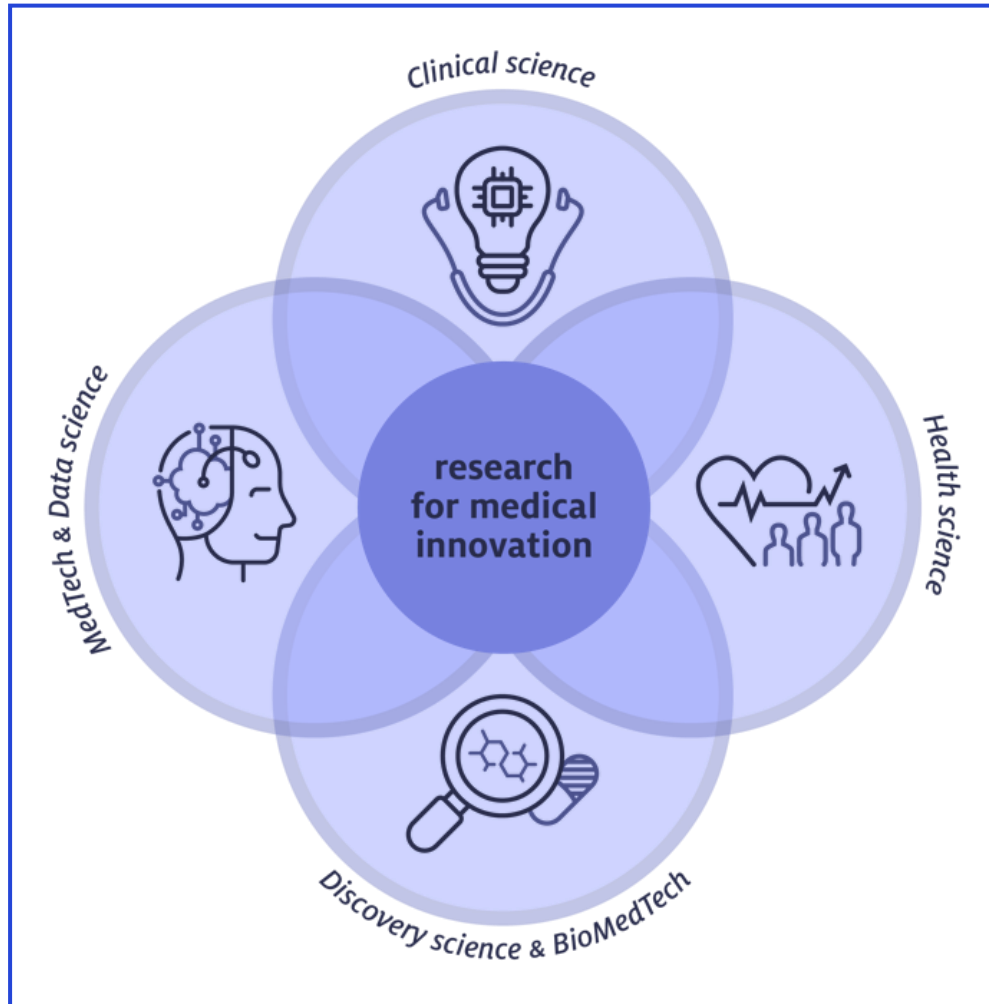 Clinical science
MedTech & Data science
Health science
research
for medical
innovation
Discovery science & BioMedTech